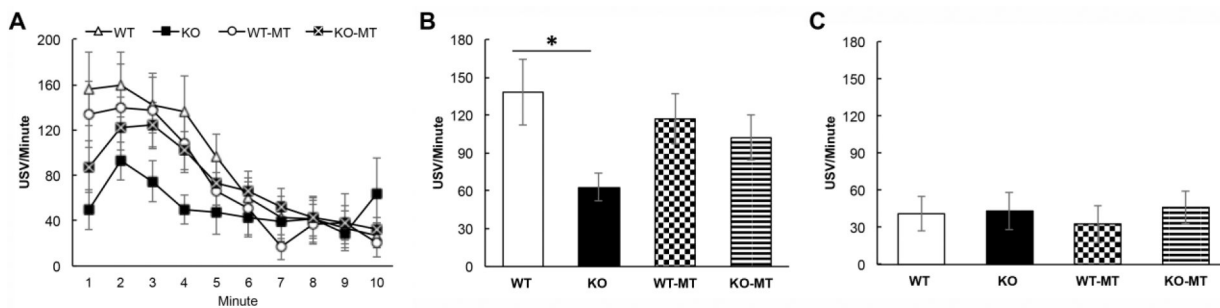 A
WT KO WT-MT KO-MT
USV/Minute
200
160
120
80
40
0
1 2 3 4 5 6 7 8 9 10
Minute
B
USV/Minute
180
150
120
90
60
30
0
*
WT KO WT-MT KO-MT
C
USV/Minute
180
150
120
90
60
30
0
WT KO WT-MT KO-MT